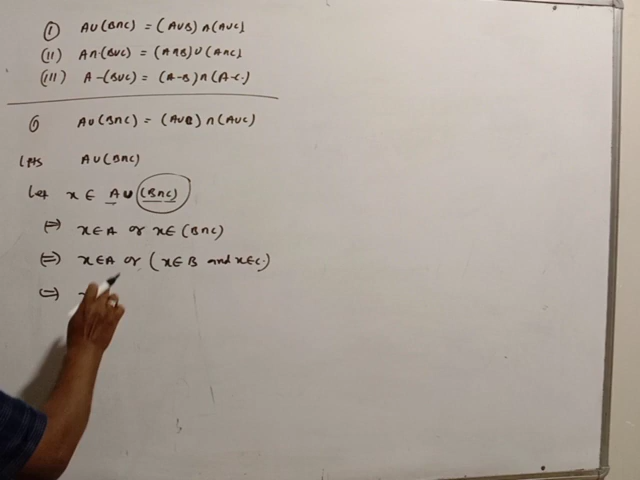 (i) A∪(B∩C) = (A∪B)∩(A∪C)
(ii) A∩(B∪C) = (A∩B)∪(A∩C)
(iii) A-(B∪C) = (A-B)∩(A-C)
(i) A∪(B∩C) = (A∪B)∩(A∪C)
LHS A∪(B∩C)
Let x ∈ A∪(B∩C)
⇔ x∈A or x∈(B∩C)
⇔ x∈A or (x∈B and x∈C)
⇔